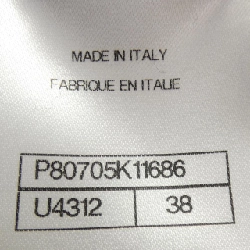 MADE IN ITALY
FABRIQUE EN ITALIE
P80705K11686
U4312 38